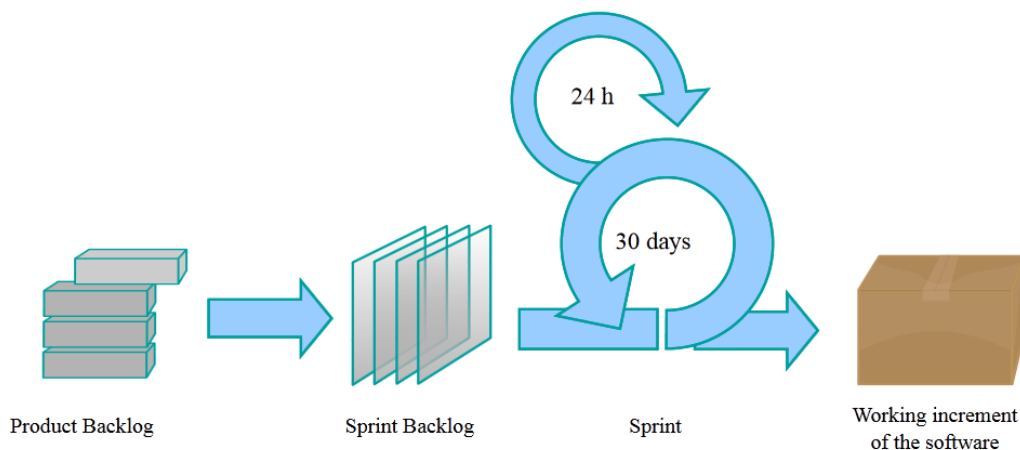 24 h
30 days
Product Backlog
Sprint Backlog
Sprint
Working increment
of the software